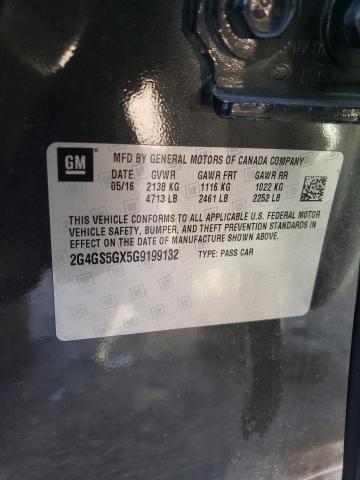 GM MFD BY GENERAL MOTORS OF CANADA COMPANY
DATE GVWR GAWR FRT GAWR RR
05/16 2138 KG 1116 KG 1022 KG
4713 LB 2461 LB 2252 LB
THIS VEHICLE CONFORMS TO ALL APPLICABLE U.S. FEDERAL MOTOR
VEHICLE SAFETY, BUMPER, AND THEFT PREVENTION STANDARDS IN
EFFECT ON THE DATE OF MANUFACTURE SHOWN ABOVE.
2G4GS5GX5G9199132 TYPE: PASS CAR